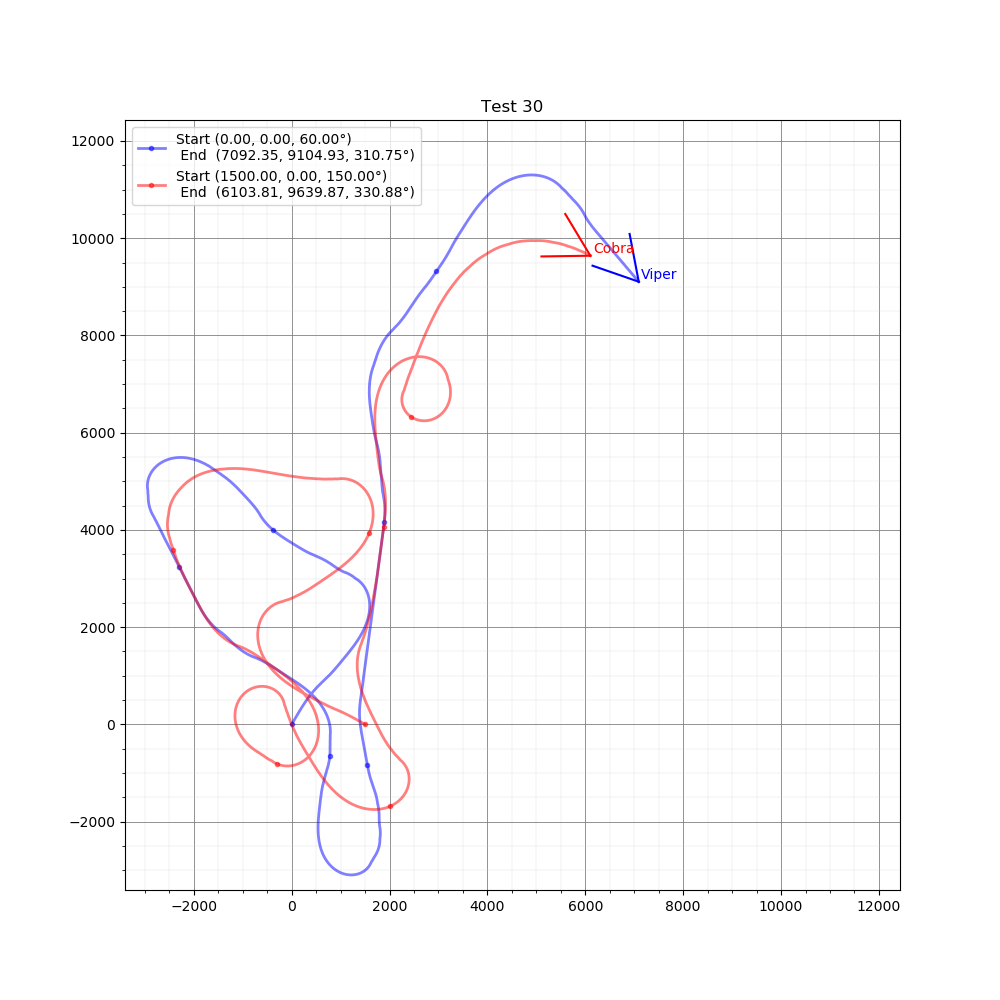 Test 30
Start (0.00, 0.00, 60.00°)
End (7092.35, 9104.93, 310.75°)
Start (1500.00, 0.00, 150.00°)
End (6103.81, 9639.87, 330.88°)
12000
10000
8000
6000
4000
2000
0
−2000
Cobra
Viper
−2000 0 2000 4000 6000 8000 10000 12000